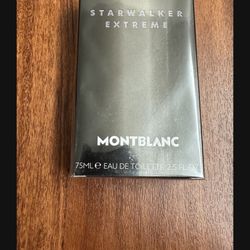 STARWALKER
EXTREME
MONTBLANC
75ML ℮ EAU DE TOILETTE 2.5 FL.OZ